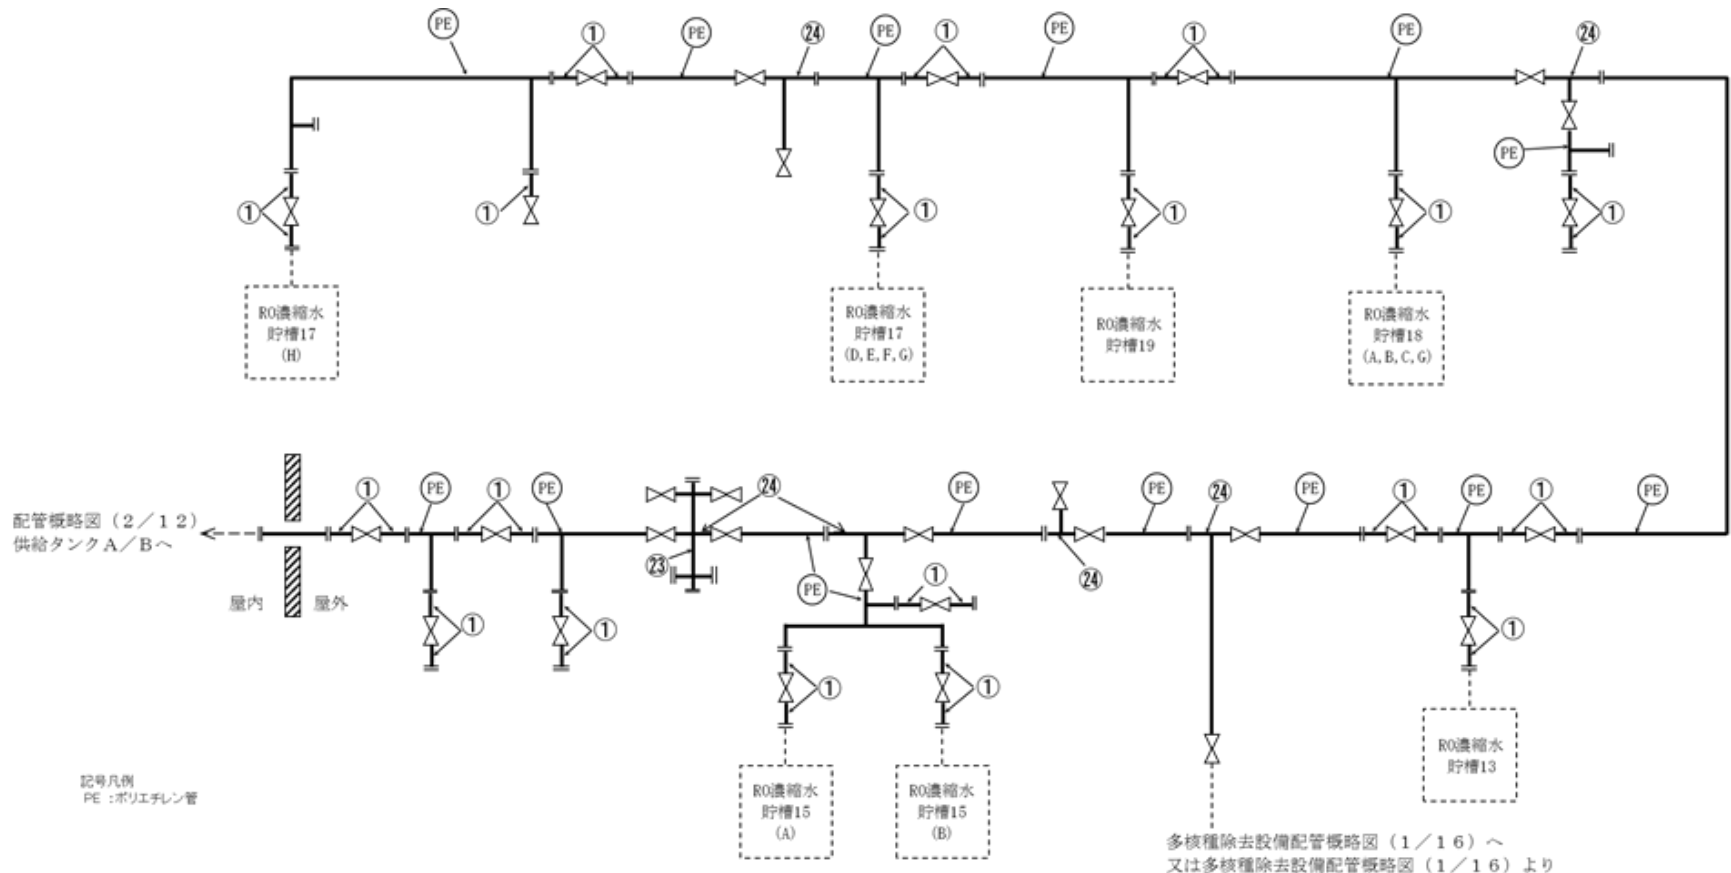 PE
①
PE
㉔
PE
①
PE
①
PE
㉔
PE
①
①
①
①
①
①
RO濃縮水
貯槽17
(H)
RO濃縮水
貯槽17
(D,E,F,G)
RO濃縮水
貯槽19
RO濃縮水
貯槽18
(A,B,C,G)
配管概略図（2／12）
供給タンクA／Bへ
屋内
屋外
①
PE
①
PE
㉔
PE
PE
㉔
PE
①
PE
①
PE
㉓
PE
①
㉔
①
①
①
①
①
RO濃縮水
貯槽15
(A)
RO濃縮水
貯槽15
(B)
RO濃縮水
貯槽13
記号凡例
PE ：ポリエチレン管
多核種除去設備配管概略図（1／16）へ
又は多核種除去設備配管概略図（1／16）より